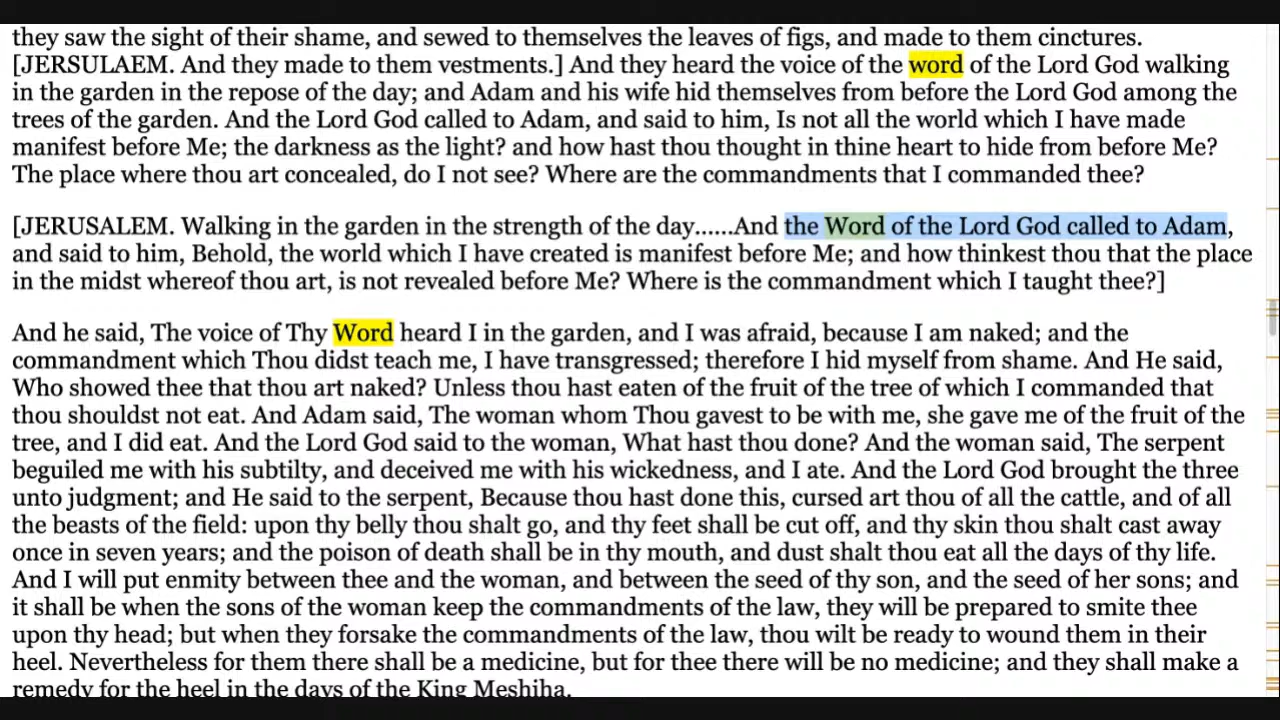 they saw the sight of their shame, and sewed to themselves the leaves of figs, and made to them cinctures.
[JERSULAEM. And they made to them vestments.] And they heard the voice of the word of the Lord God walking
in the garden in the repose of the day; and Adam and his wife hid themselves from before the Lord God among the
trees of the garden. And the Lord God called to Adam, and said to him, Is not all the world which I have made
manifest before Me; the darkness as the light? and how hast thou thought in thine heart to hide from before Me?
The place where thou art concealed, do I not see? Where are the commandments that I commanded thee?
[JERUSALEM. Walking in the garden in the strength of the day......And the Word of the Lord God called to Adam,
and said to him, Behold, the world which I have created is manifest before Me; and how thinkest thou that the place
in the midst whereof thou art, is not revealed before Me? Where is the commandment which I taught thee?]
And he said, The voice of Thy Word heard I in the garden, and I was afraid, because I am naked; and the
commandment which Thou didst teach me, I have transgressed; therefore I hid myself from shame. And He said,
Who showed thee that thou art naked? Unless thou hast eaten of the fruit of the tree of which I commanded that
thou shouldst not eat. And Adam said, The woman whom Thou gavest to be with me, she gave me of the fruit of the
tree, and I did eat. And the Lord God said to the woman, What hast thou done? And the woman said, The serpent
beguiled me with his subtilty, and deceived me with his wickedness, and I ate. And the Lord God brought the three
unto judgment; and He said to the serpent, Because thou hast done this, cursed art thou of all the cattle, and of all
the beasts of the field: upon thy belly thou shalt go, and thy feet shall be cut off, and thy skin thou shalt cast away
once in seven years; and the poison of death shall be in thy mouth, and dust shalt thou eat all the days of thy life.
And I will put enmity between thee and the woman, and between the seed of thy son, and the seed of her sons; and
it shall be when the sons of the woman keep the commandments of the law, they will be prepared to smite thee
upon thy head; but when they forsake the commandments of the law, thou wilt be ready to wound them in their
heel. Nevertheless for them there shall be a medicine, but for thee there will be no medicine; and they shall make a
remedy for the heel in the days of the King Meshiha.